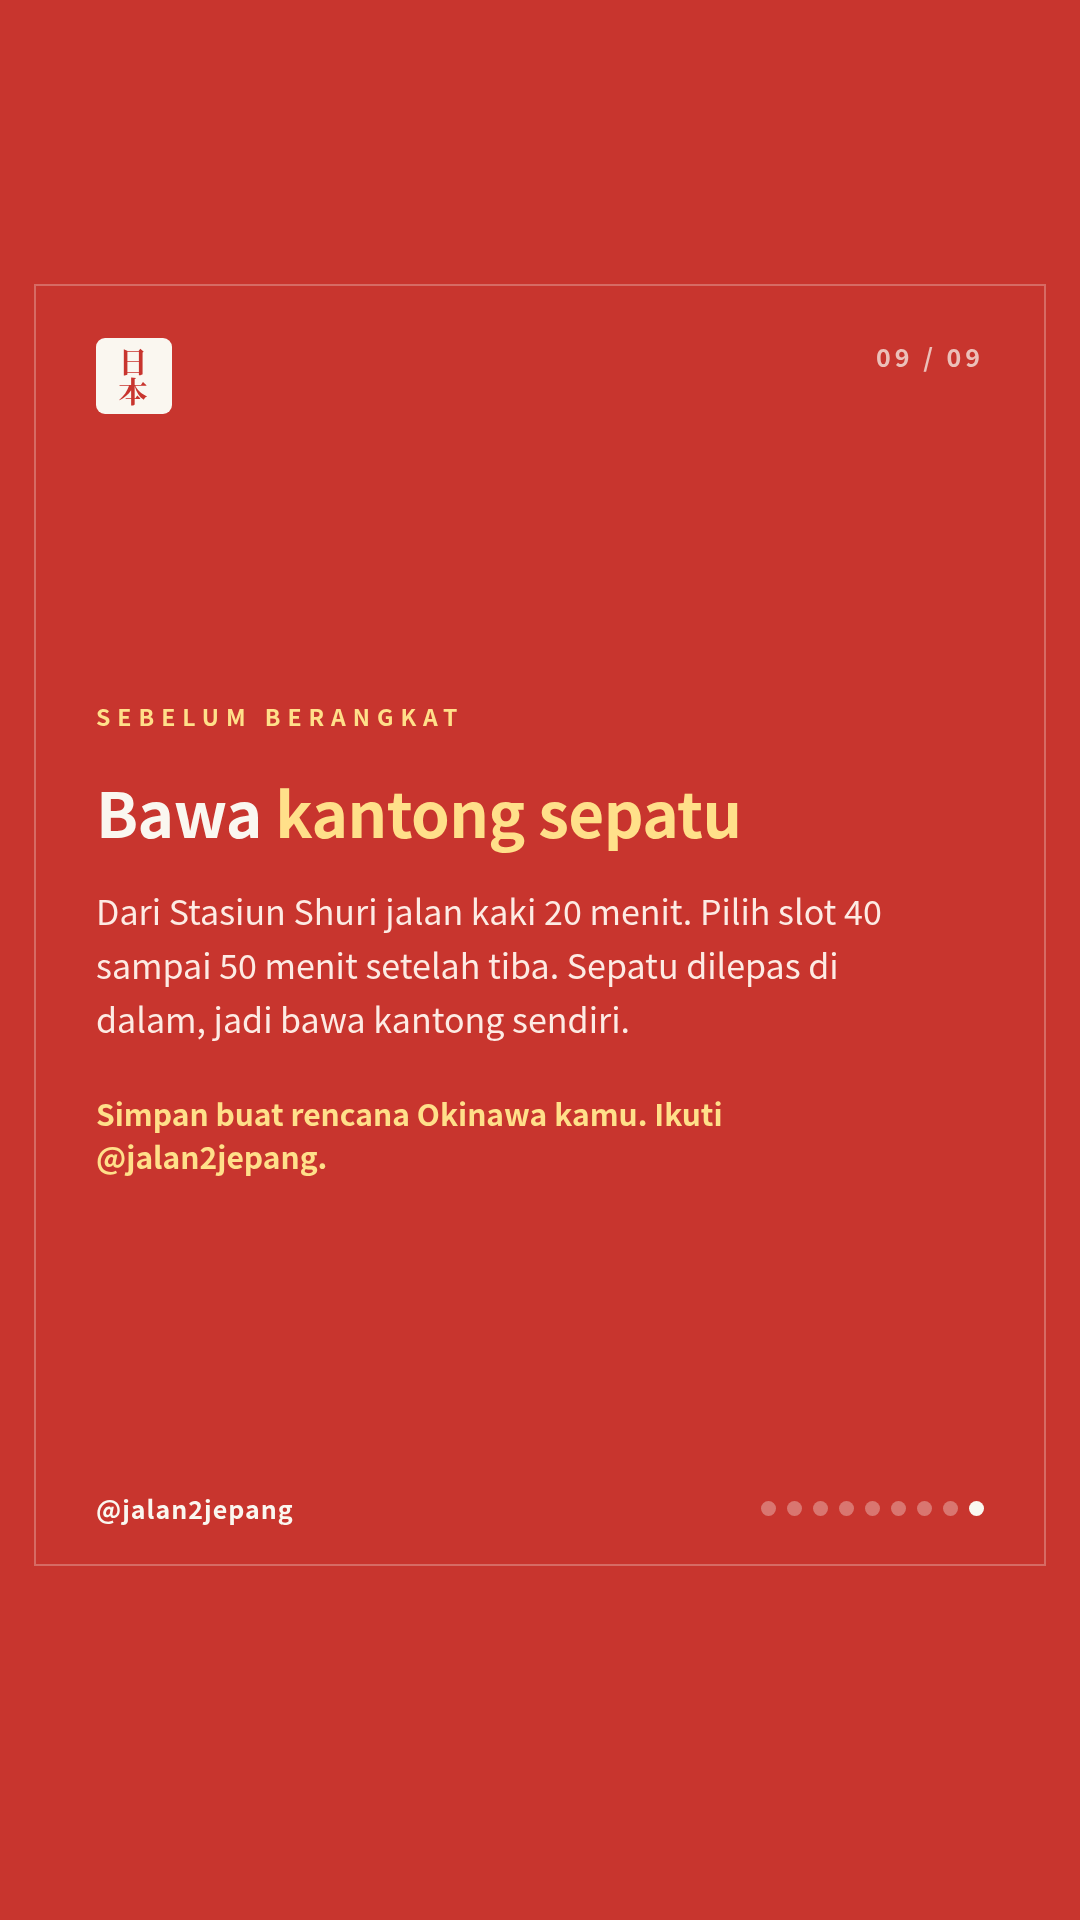 日
本
09 / 09
SEBELUM BERANGKAT
Bawa kantong sepatu
Dari Stasiun Shuri jalan kaki 20 menit. Pilih slot 40
sampai 50 menit setelah tiba. Sepatu dilepas di
dalam, jadi bawa kantong sendiri.
Simpan buat rencana Okinawa kamu. Ikuti
@jalan2jepang.
@jalan2jepang